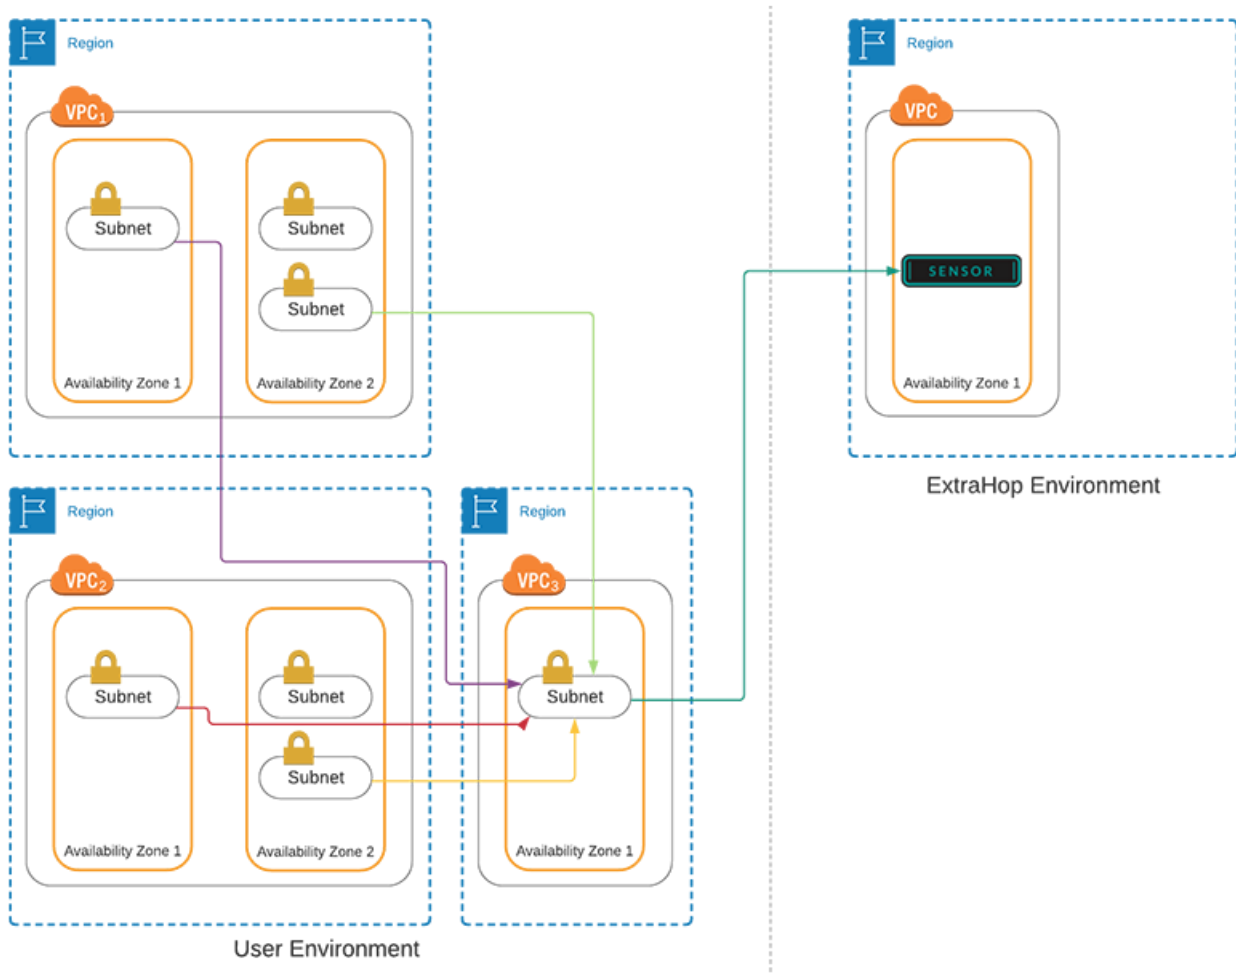 Region
VPC1
Subnet
Subnet
Subnet
Availability Zone 1
Availability Zone 2
Region
VPC
SENSOR
Availability Zone 1
ExtraHop Environment
Region
VPC2
Subnet
Subnet
Subnet
Availability Zone 1
Availability Zone 2
Region
VPC3
Subnet
Availability Zone 1
User Environment